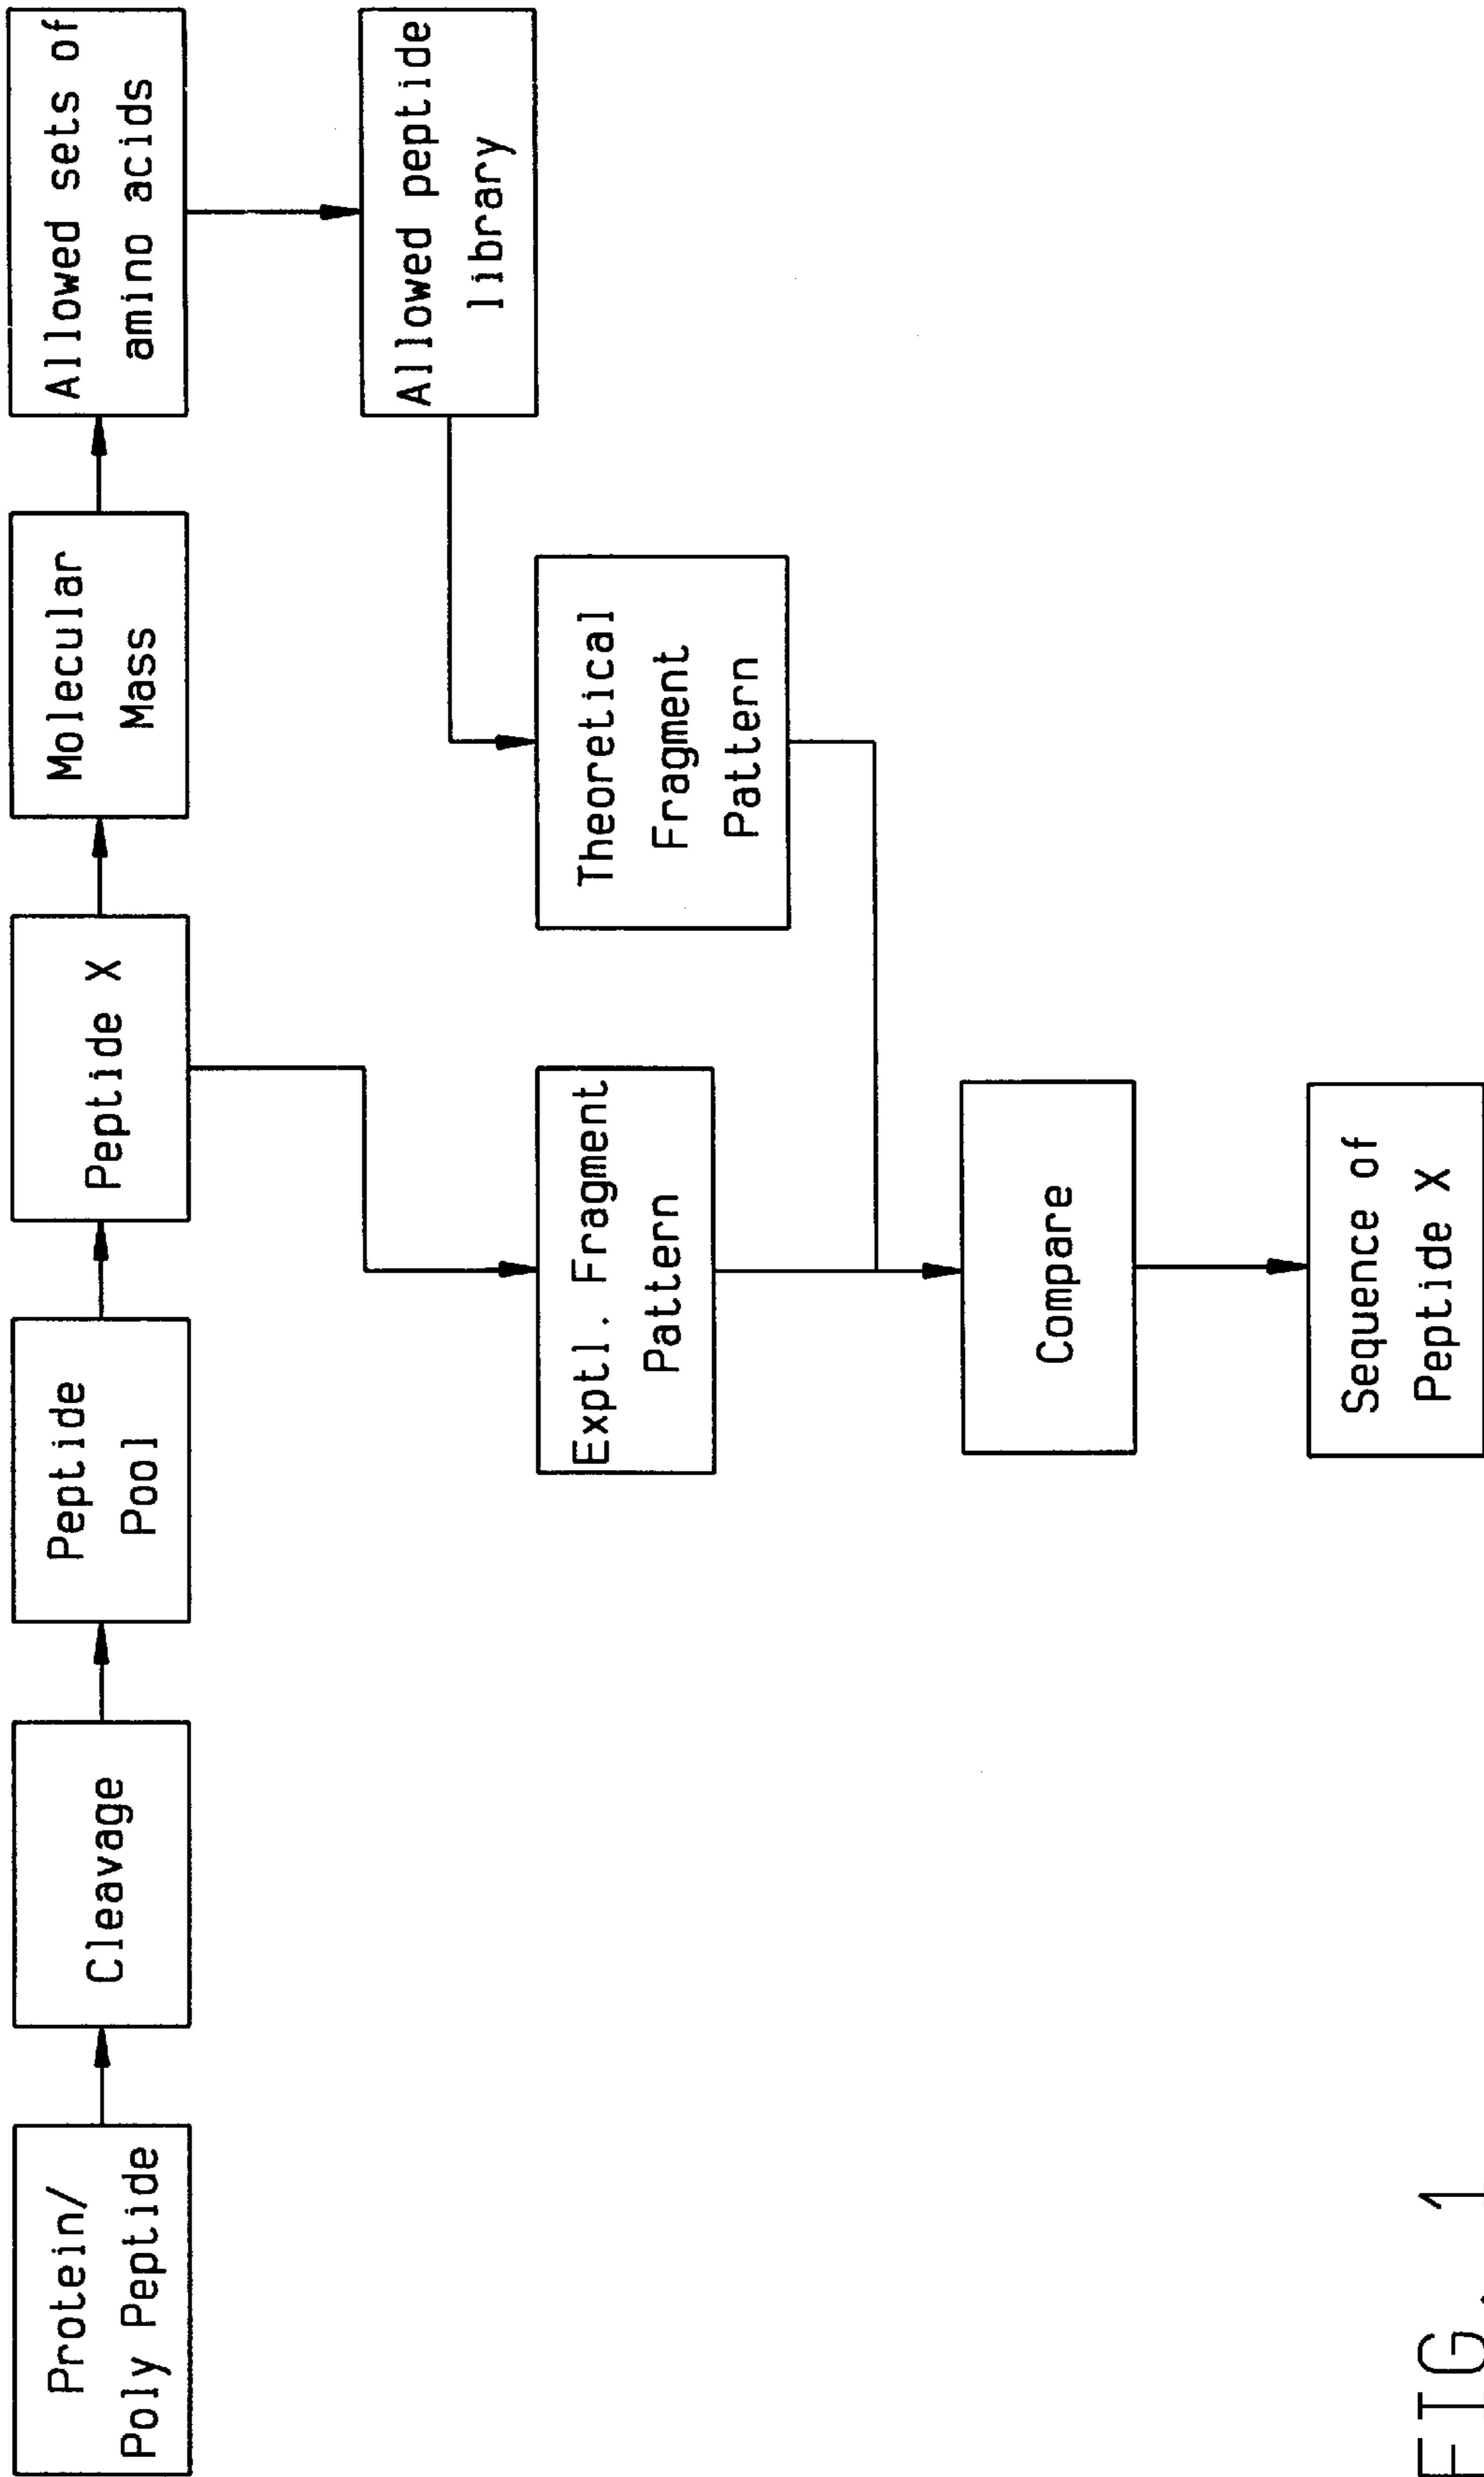 Protein/
Poly Peptide
Cleavage
Peptide
Pool
Peptide X
Molecular
Mass
Allowed sets of
amino acids
Allowed peptide
library
Theoretical
Fragment
Pattern
Exptl. Fragment
Pattern
Compare
Sequence of
Peptide X
FIG. 1